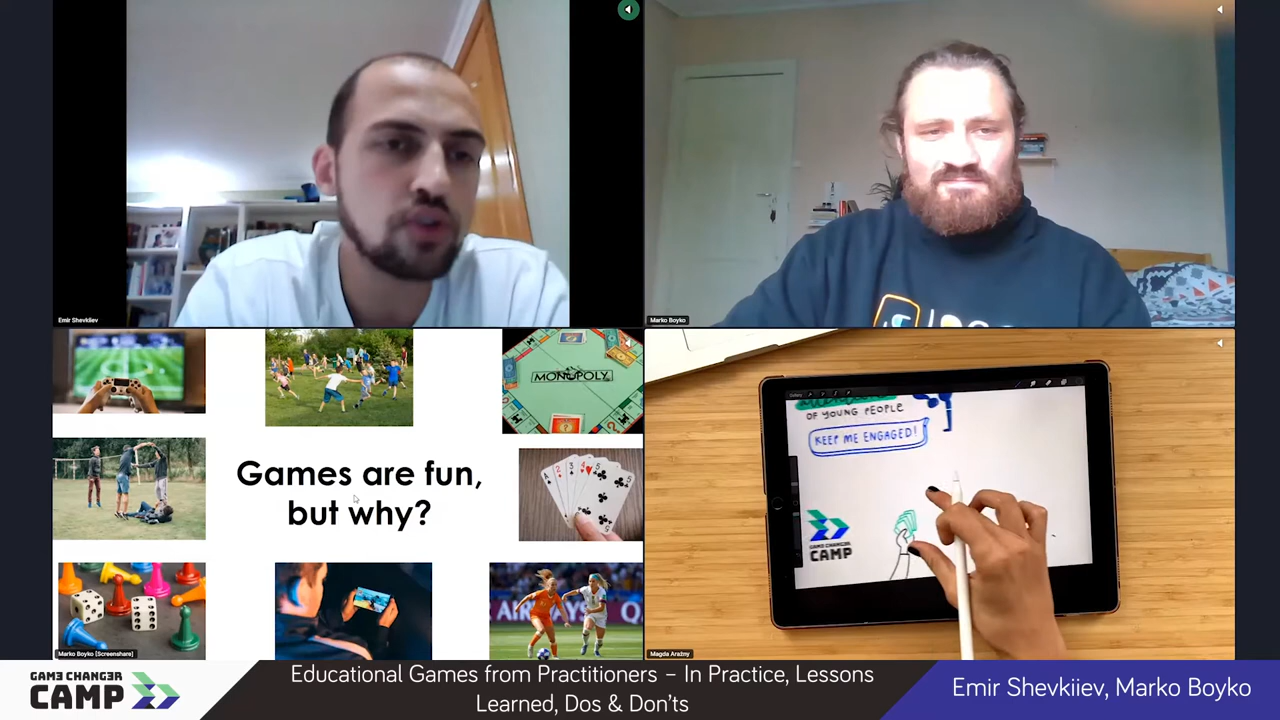 Emir Shevkiiev
Marko Boyko
MONOPOLY
Games are fun,
but why?
Marko Boyko [Screenshare]
OF YOUNG PEOPLE
KEEP ME ENGAGED!
GAME CHANGER
CAMP
Magda Arażny
GAME CHANGER
CAMP
Educational Games from Practitioners – In Practice, Lessons
Learned, Dos & Don'ts
Emir Shevkiiev, Marko Boyko